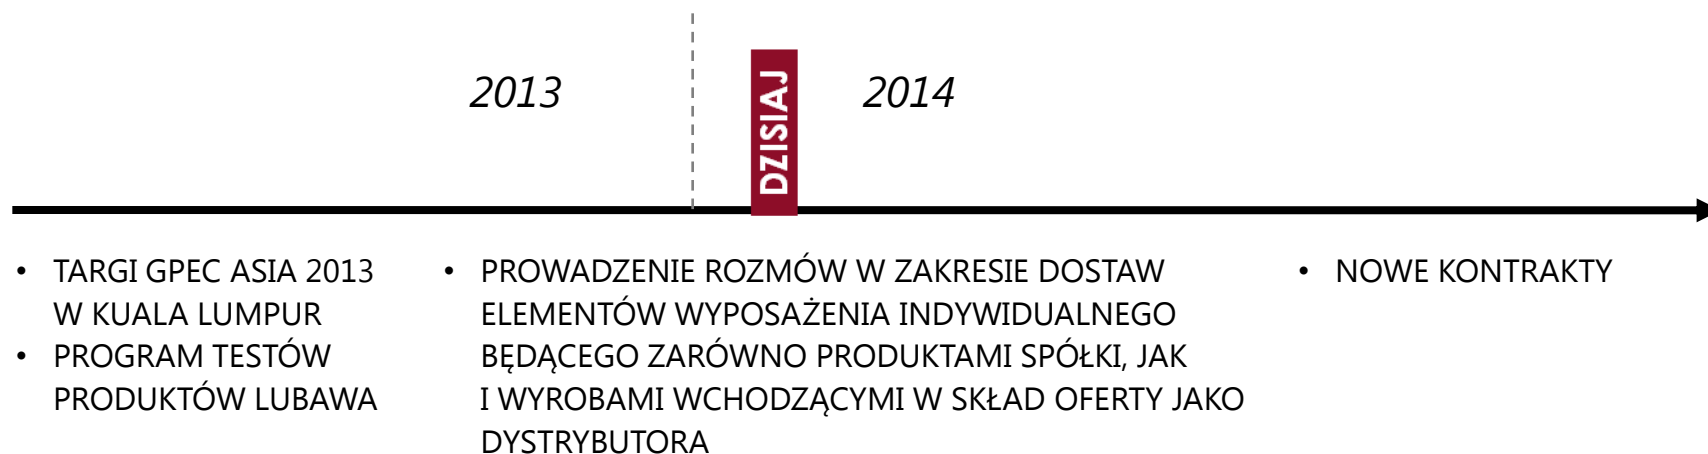 2013
DZISIAJ
2014
• TARGI GPEC ASIA 2013
W KUALA LUMPUR
• PROGRAM TESTÓW
PRODUKTÓW LUBAWA
• PROWADZENIE ROZMÓW W ZAKRESIE DOSTAW
ELEMENTÓW WYPOSAŻENIA INDYWIDUALNEGO
BĘDĄCEGO ZARÓWNO PRODUKTAMI SPÓŁKI, JAK
I WYROBAMI WCHODZĄCYMI W SKŁAD OFERTY JAKO
DYSTRYBUTORA
• NOWE KONTRAKTY